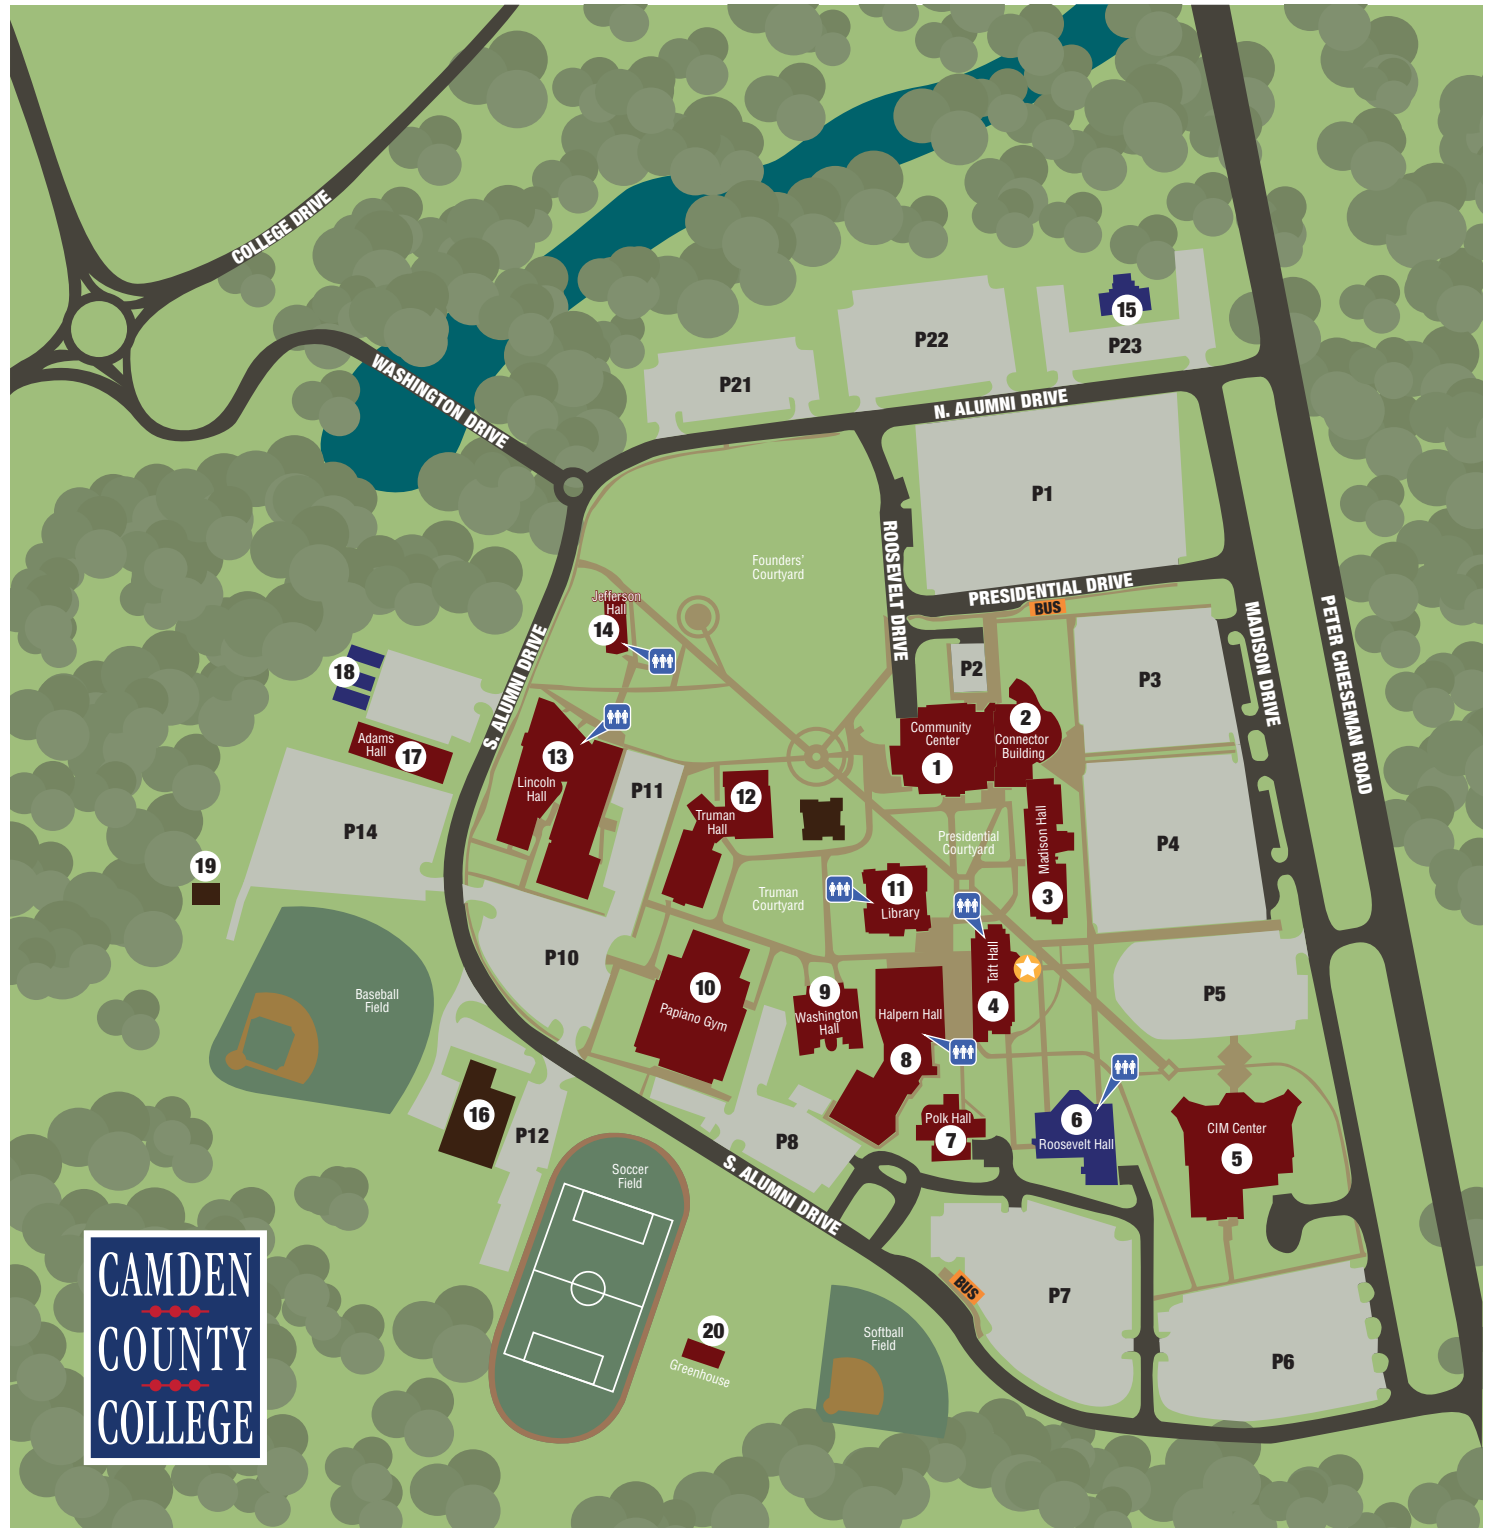 COLLEGE DRIVE
WASHINGTON DRIVE
15
P22
P23
P21
N. ALUMNI DRIVE
P1
ROOSEVELT DRIVE
Founders'
Courtyard
PRESIDENTIAL DRIVE
BUS
MADISON DRIVE
PETER CHEESEMAN ROAD
Jefferson
Hall
14
S. ALUMNI DRIVE
18
P2
P3
Adams
Hall
17
13
Lincoln
Hall
P11
12
Truman
Hall
Community
Center
1
2
Connector
Building
P14
19
Presidential
Courtyard
Madison Hall
3
P4
Truman
Courtyard
11
Library
P10
Taft Hall
4
P5
Baseball
Field
10
Papiano Gym
9
Washington
Hall
Halpern Hall
8
16
P12
P8
Polk Hall
7
6
Roosevelt Hall
CIM Center
5
Soccer
Field
S. ALUMNI DRIVE
BUS
P7
P6
20
Greenhouse
Softball
Field
CAMDEN
COUNTY
COLLEGE